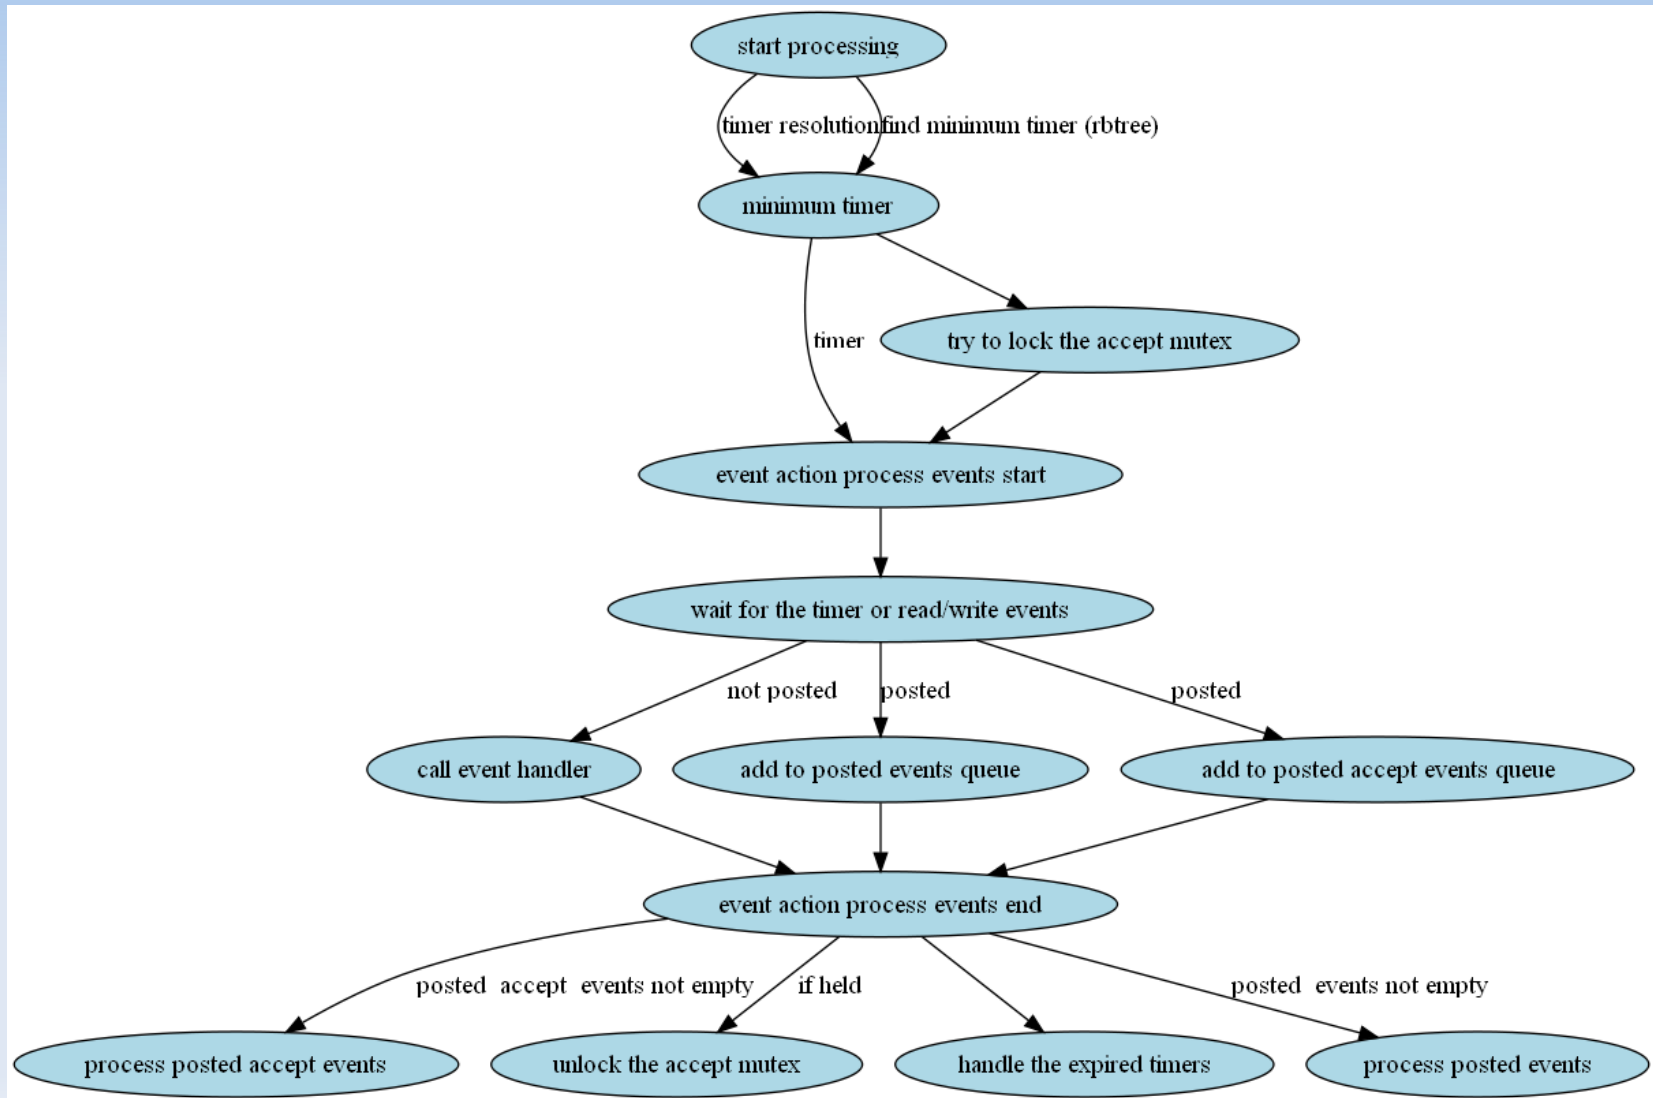 start processing
timer resolution
find minimum timer (rbtree)
minimum timer
timer
try to lock the accept mutex
event action process events start
wait for the timer or read/write events
not posted
posted
posted
call event handler
add to posted events queue
add to posted accept events queue
event action process events end
posted  accept  events not empty
if held
posted  events not empty
process posted accept events
unlock the accept mutex
handle the expired timers
process posted events